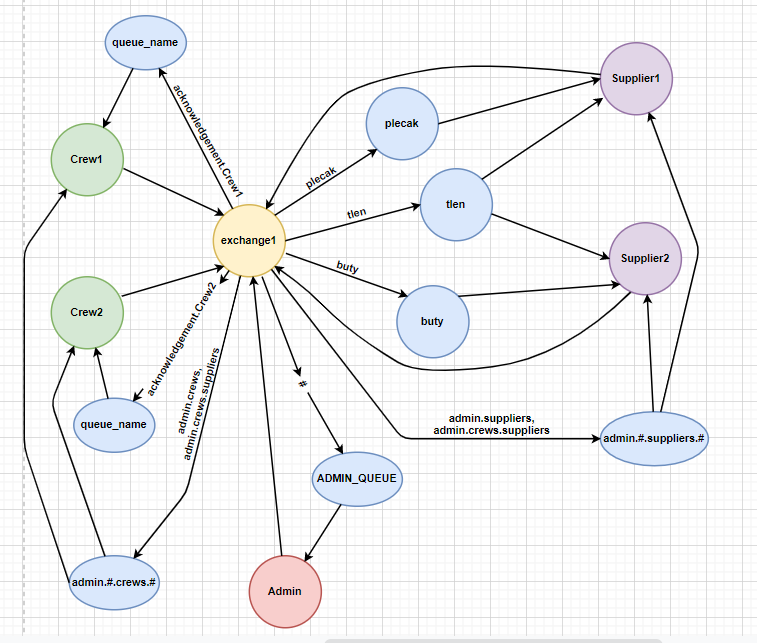 queue_name
Supplier1
acknowledgement.Crew1
plecak
Crew1
plecak
tlen
tlen
exchange1
Supplier2
buty
Crew2
acknowledgement.Crew2
buty
admin.crews,
admin.crews.suppliers
#
queue_name
admin.suppliers,
admin.crews.suppliers
admin.#.suppliers.#
ADMIN_QUEUE
admin.#.crews.#
Admin